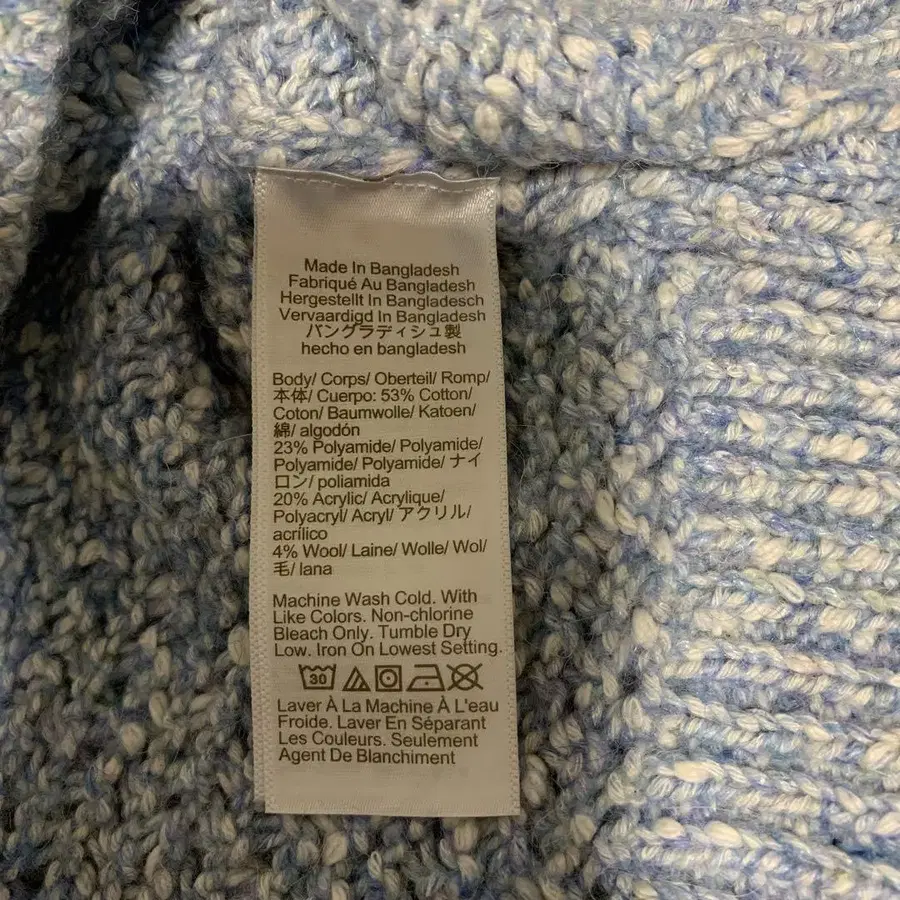 Made In Bangladesh
Fabriqué Au Bangladesh
Hergestellt In Bangladesch
Vervaardigd In Bangladesh
バングラディシュ製
hecho en bangladesh
Body/ Corps/ Oberteil/ Romp/
本体/ Cuerpo: 53% Cotton/
Coton/ Baumwolle/ Katoen/
綿/ algodón
23% Polyamide/ Polyamide/
Polyamide/ Polyamide/ ナイ
ロン/ poliamida
20% Acrylic/ Acrylique/
Polyacryl/ Acryl/ アクリル/
acrílico
4% Wool/ Laine/ Wolle/ Wol/
毛/ lana
Machine Wash Cold. With
Like Colors. Non-chlorine
Bleach Only. Tumble Dry
Low. Iron On Lowest Setting.
30
Laver À La Machine À L'eau
Froide. Laver En Séparant
Les Couleurs. Seulement
Agent De Blanchiment